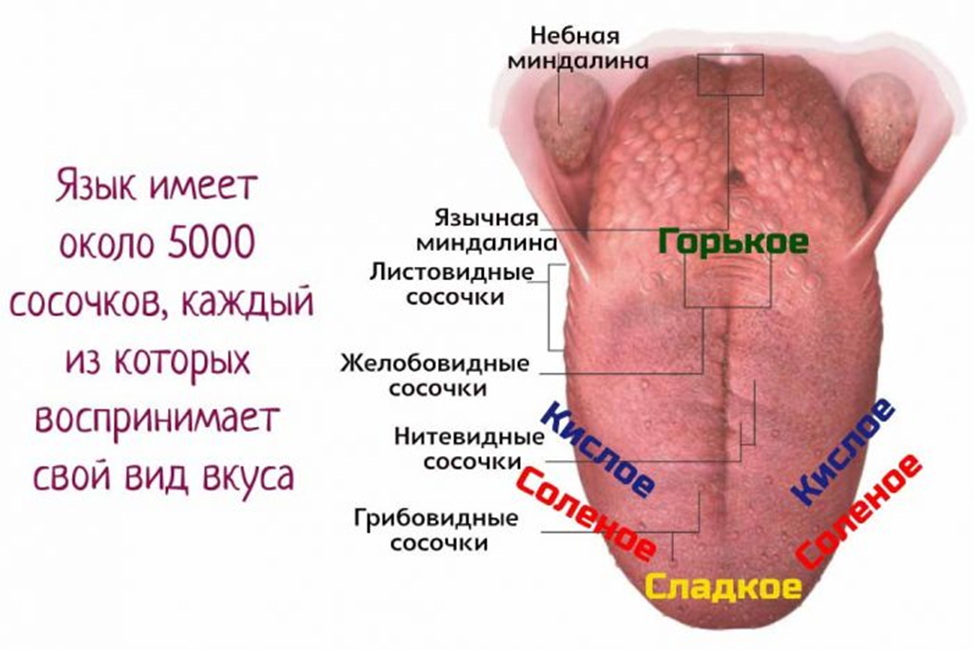 Язык имеет
около 5000
сосочков, каждый
из которых
воспринимает
свой вид вкуса
Небная
миндалина
Язычная
миндалина
Горькое
Листовидные
сосочки
Желобовидные
сосочки
Нитевидные
сосочки
Кислое
Кислое
Соленое
Соленое
Грибовидные
сосочки
Сладкое